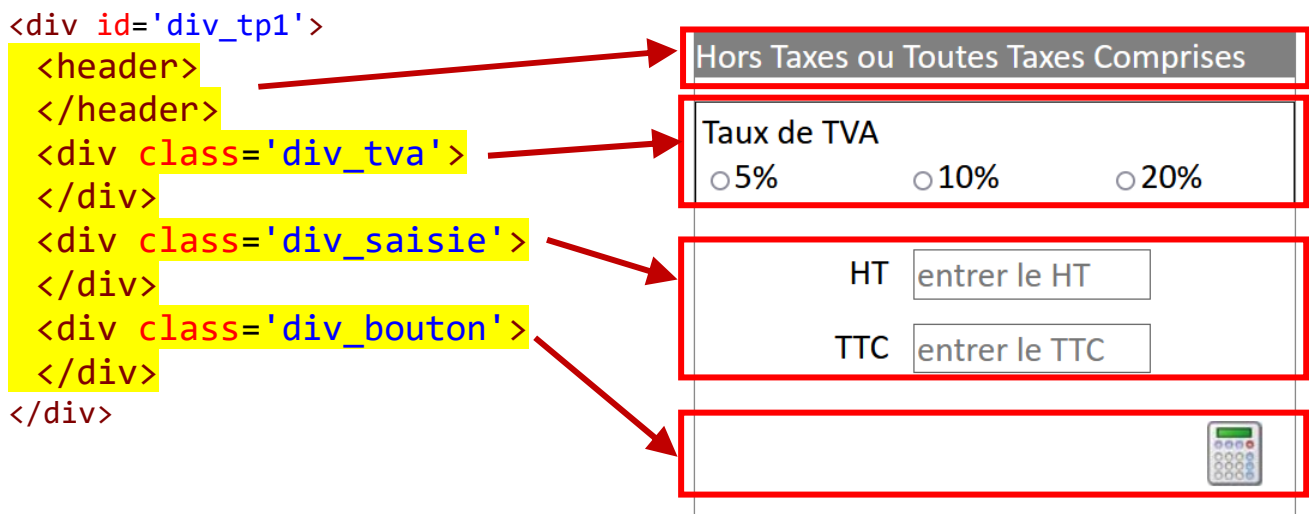 <div id='div_tp1'>
<header>
</header>
<div class='div_tva'>
</div>
<div class='div_saisie'>
</div>
<div class='div_bouton'>
</div>
</div>
Hors Taxes ou Toutes Taxes Comprises
Taux de TVA
5% 10% 20%
HT entrer le HT
TTC entrer le TTC